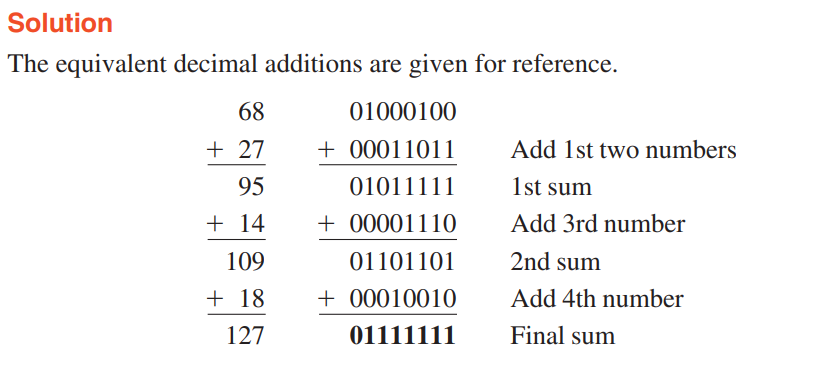 Solution
The equivalent decimal additions are given for reference.
68 01000100
+ 27 + 00011011 Add 1st two numbers
95 01011111 1st sum
+ 14 + 00001110 Add 3rd number
109 01101101 2nd sum
+ 18 + 00010010 Add 4th number
127 01111111 Final sum